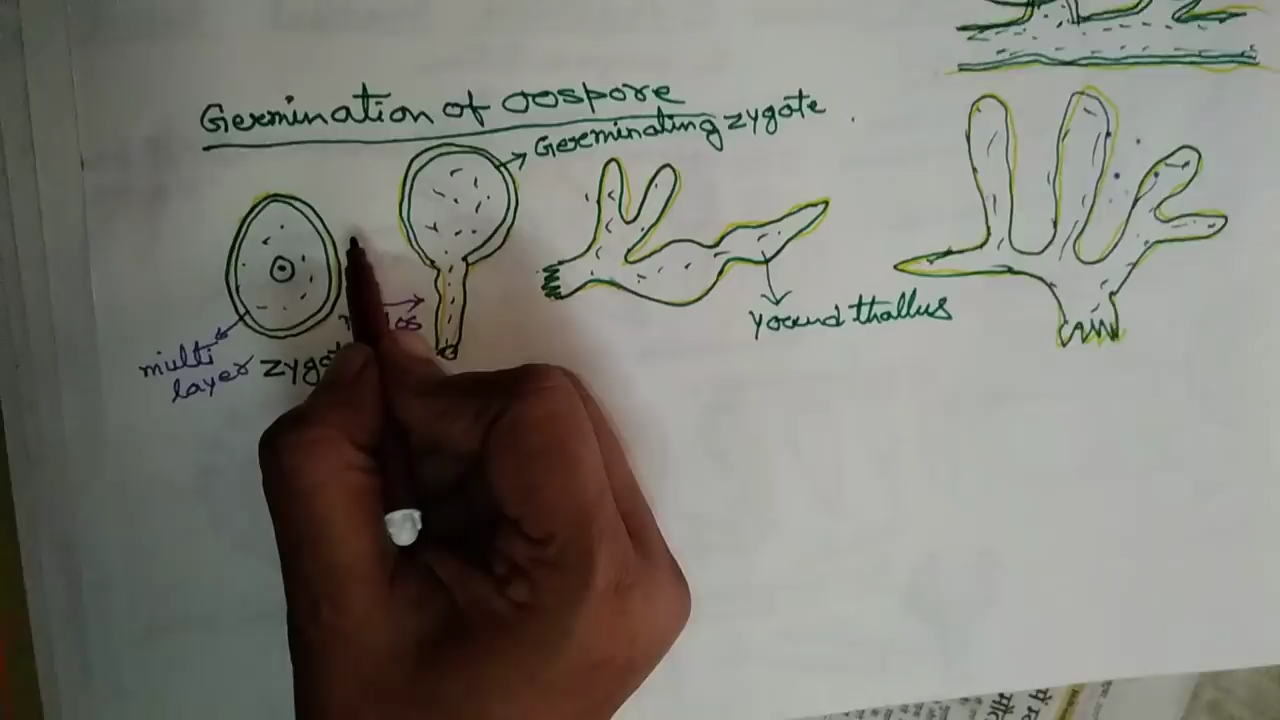 Germination of oospore
Germinating zygote
multi
layer
young thallus